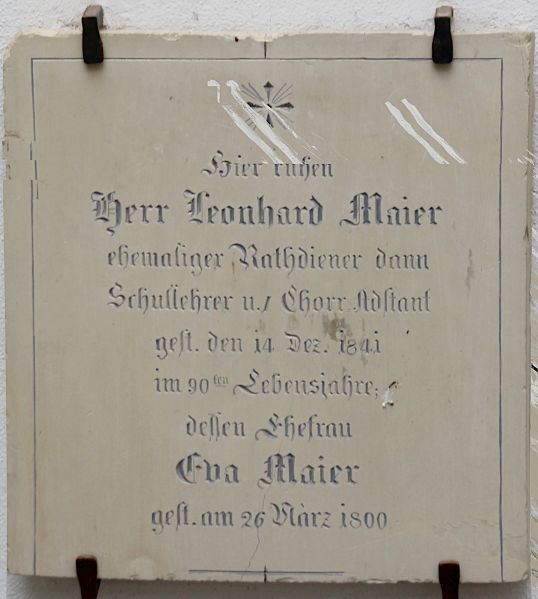 Hier ruhen
Herr Leonhard Maier
ehemaliger Rathdiener dann
Schullehrer u./ Chorr. Adstant
gest. den 14 Dez. 1841
im 90ten Lebensjahre;
dessen Ehefrau
Eva Maier
gest. am 26 März 1800